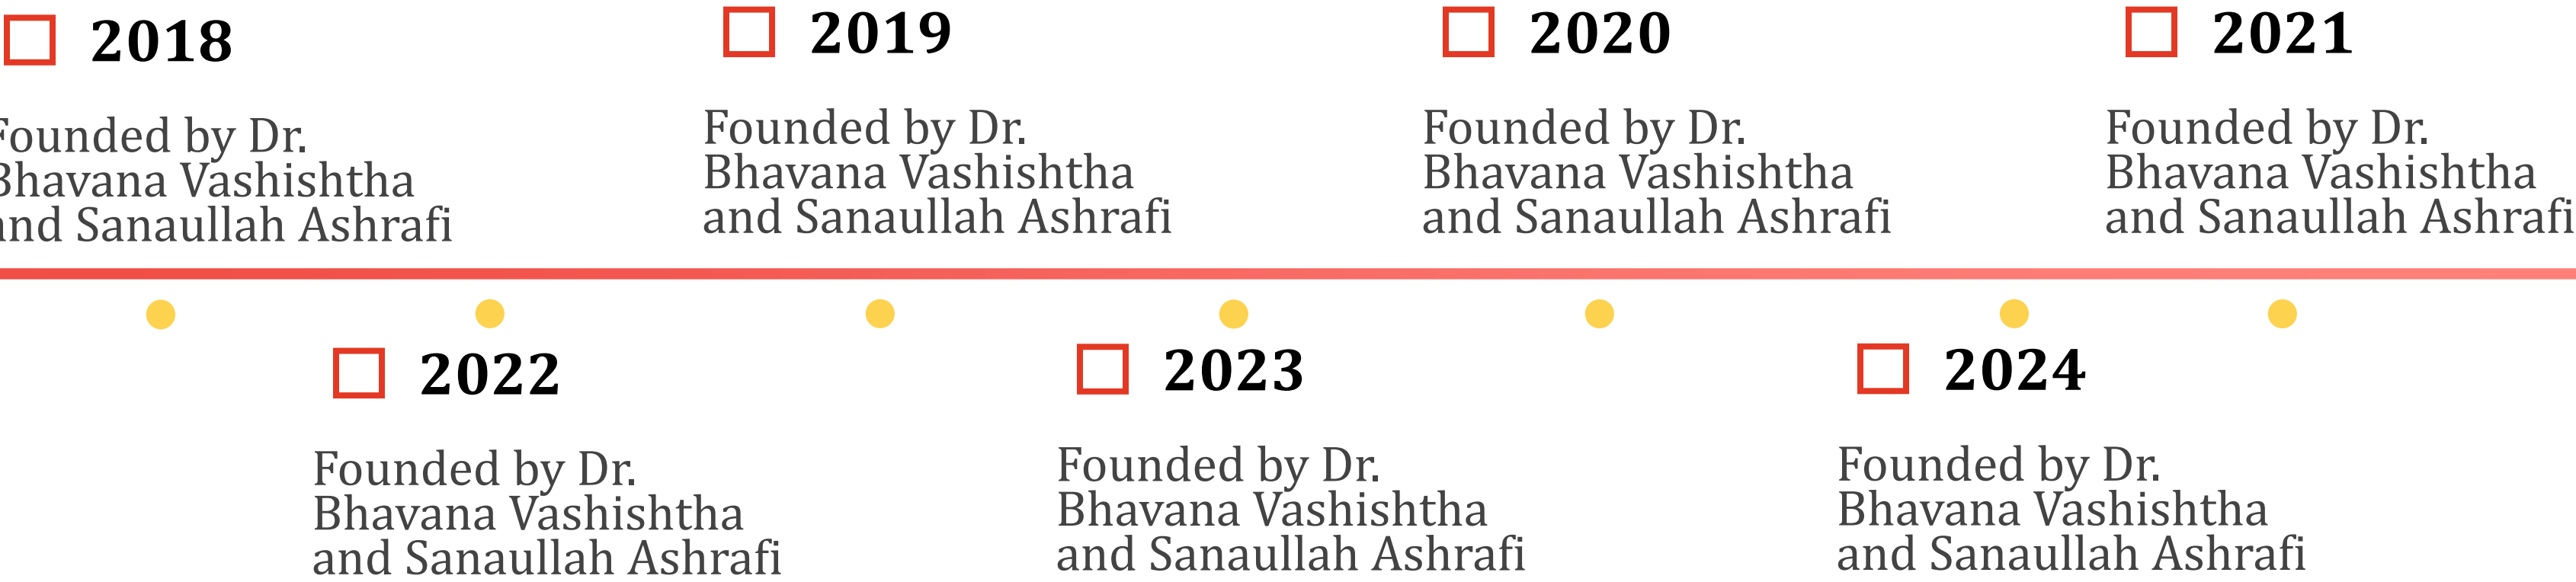 2018
Founded by Dr.
Bhavana Vashishtha
and Sanaullah Ashrafi
2019
Founded by Dr.
Bhavana Vashishtha
and Sanaullah Ashrafi
2020
Founded by Dr.
Bhavana Vashishtha
and Sanaullah Ashrafi
2021
Founded by Dr.
Bhavana Vashishtha
and Sanaullah Ashrafi
2022
Founded by Dr.
Bhavana Vashishtha
and Sanaullah Ashrafi
2023
Founded by Dr.
Bhavana Vashishtha
and Sanaullah Ashrafi
2024
Founded by Dr.
Bhavana Vashishtha
and Sanaullah Ashrafi